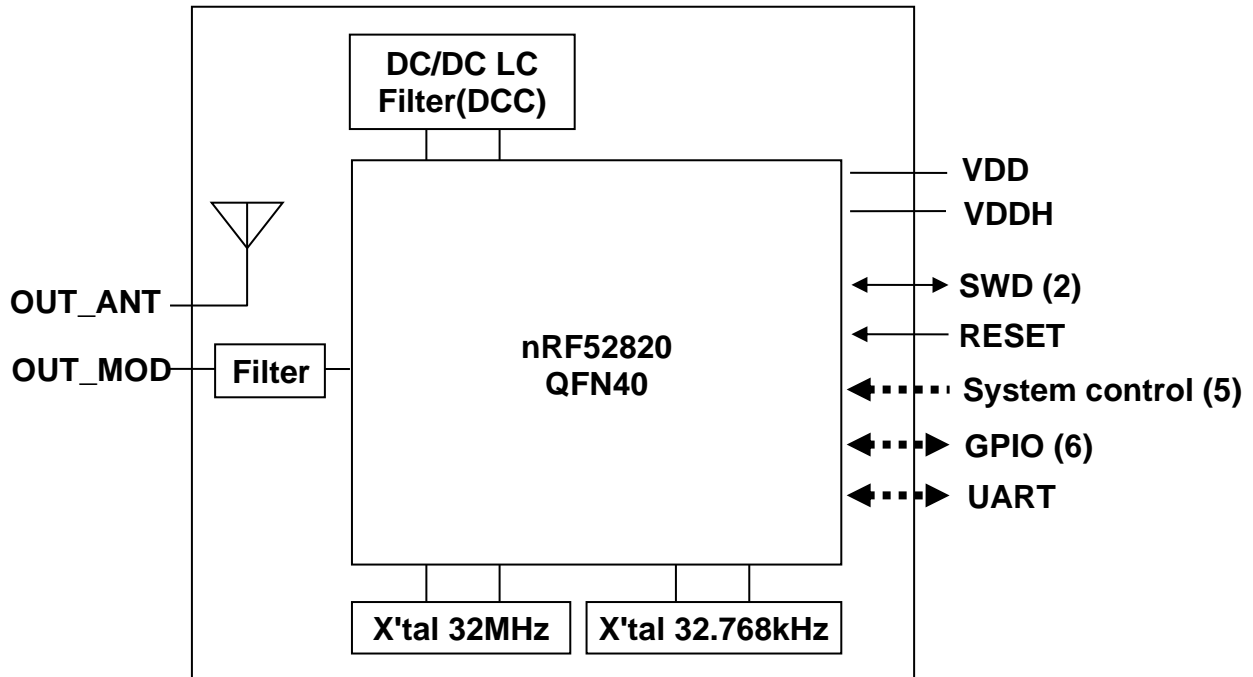 DC/DC LC
Filter(DCC)
VDD
VDDH
OUT_ANT
SWD (2)
RESET
OUT_MOD
Filter
nRF52820
QFN40
System control (5)
GPIO (6)
UART
X'tal 32MHz
X'tal 32.768kHz